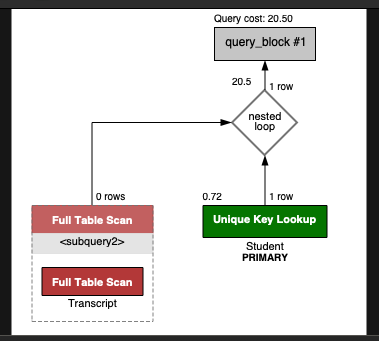 Query cost: 20.50
query_block #1
20.5
1 row
nested
loop
0 rows
0.72
1 row
Full Table Scan
Unique Key Lookup
<subquery2>
Student
PRIMARY
Full Table Scan
Transcript